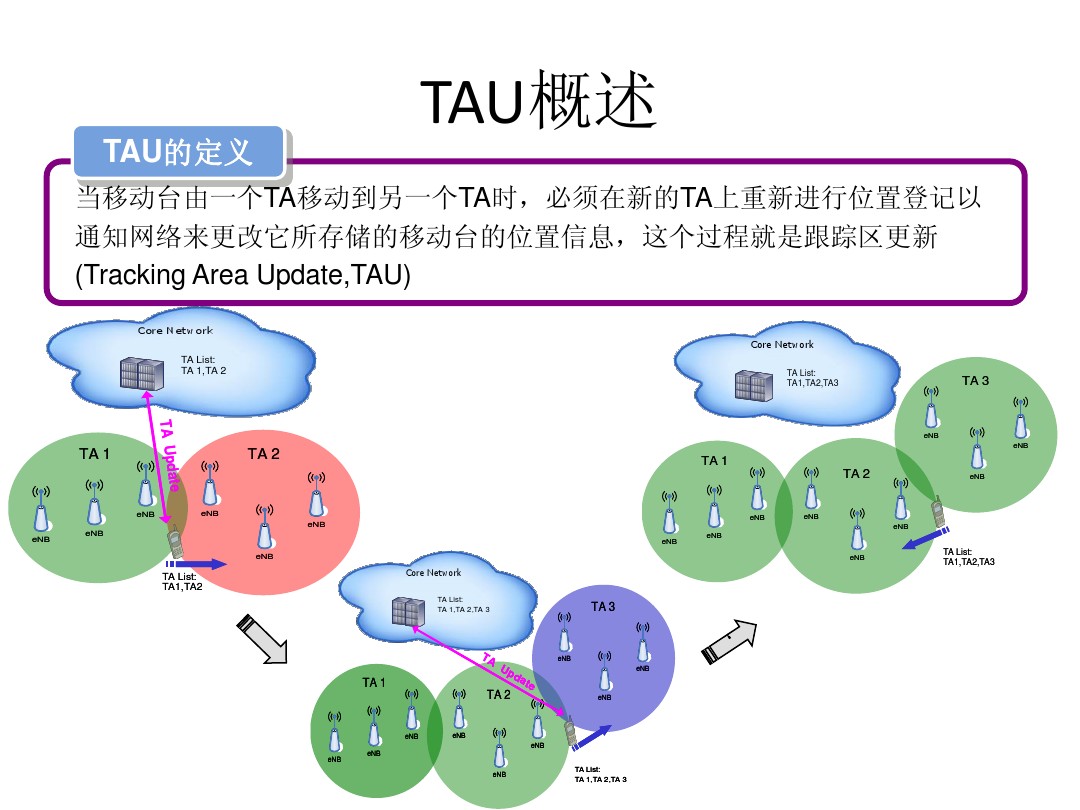 TAU概述
TAU的定义
当移动台由一个TA移动到另一个TA时，必须在新的TA上重新进行位置登记以
通知网络来更改它所存储的移动台的位置信息，这个过程就是跟踪区更新
(Tracking Area Update,TAU)
Core Network
TA List:
TA 1,TA 2
TA Update
TA 1
eNB
eNB
eNB
TA 2
eNB
eNB
eNB
TA List:
TA1,TA2
Core Network
TA List:
TA 1,TA 2,TA 3
TA Update
TA 1
eNB
eNB
eNB
TA 2
eNB
eNB
eNB
TA 3
eNB
eNB
eNB
TA List:
TA 1,TA 2,TA 3
Core Network
TA List:
TA1,TA2,TA3
TA 1
eNB
eNB
eNB
TA 2
eNB
eNB
eNB
TA 3
eNB
eNB
eNB
TA List:
TA1,TA2,TA3